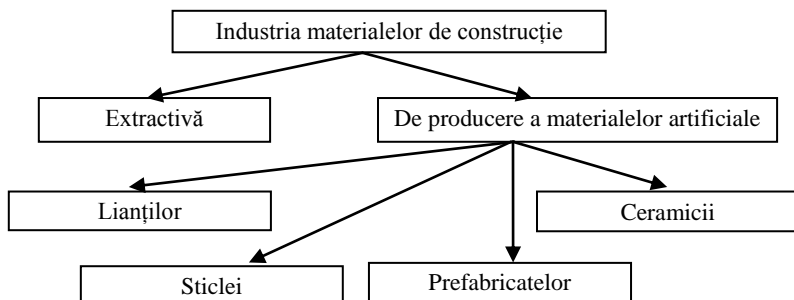 Industria materialelor de construcție
Extractivă
De producere a materialelor artificiale
Lianților
Ceramicii
Sticlei
Prefabricatelor